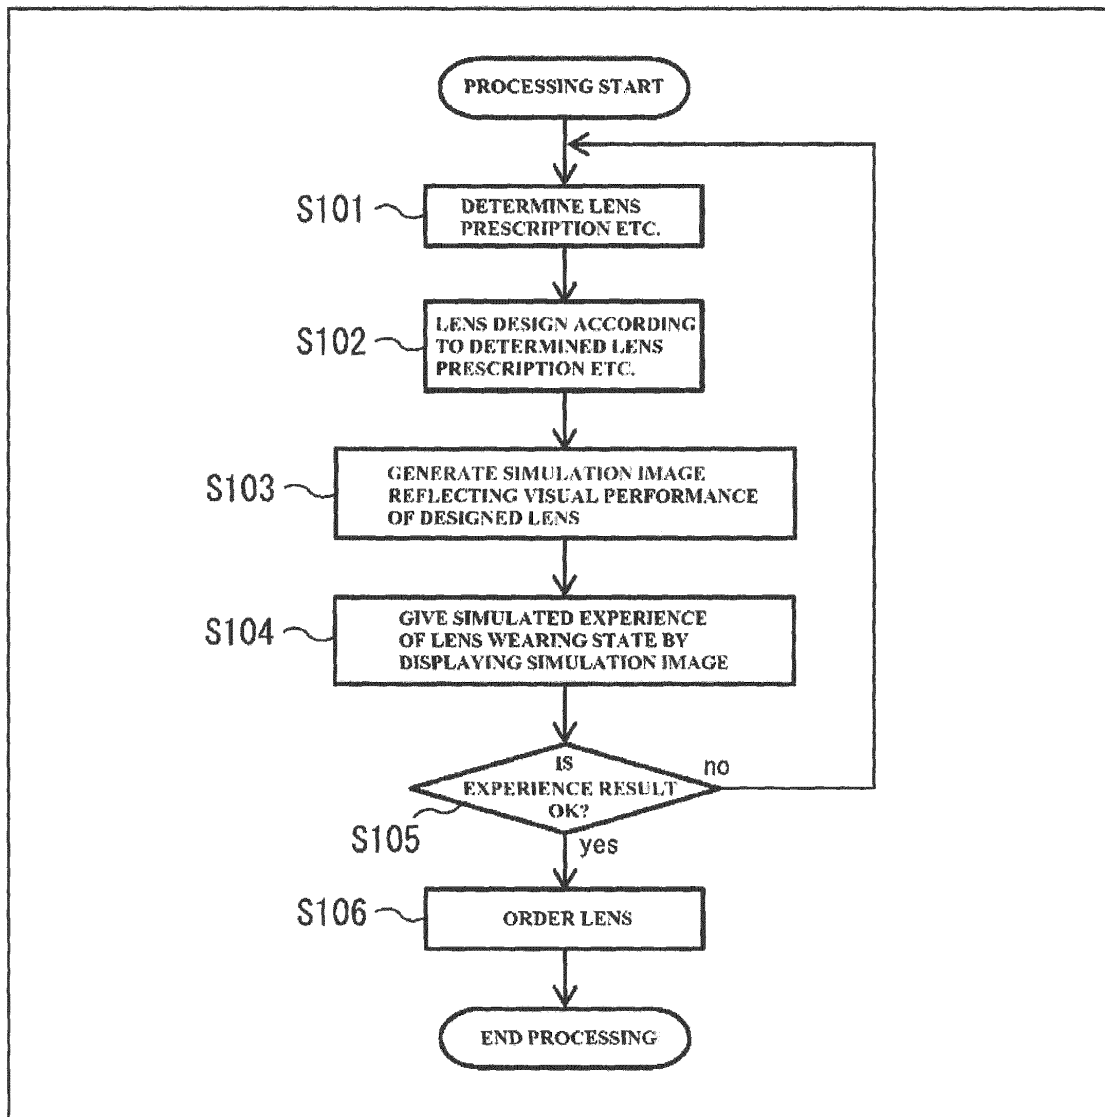 PROCESSING START
S101
DETERMINE LENS
PRESCRIPTION ETC.
S102
LENS DESIGN ACCORDING
TO DETERMINED LENS
PRESCRIPTION ETC.
S103
GENERATE SIMULATION IMAGE
REFLECTING VISUAL PERFORMANCE
OF DESIGNED LENS
S104
GIVE SIMULATED EXPERIENCE
OF LENS WEARING STATE BY
DISPLAYING SIMULATION IMAGE
IS
EXPERIENCE RESULT
OK?
no
S105
yes
S106
ORDER LENS
END PROCESSING